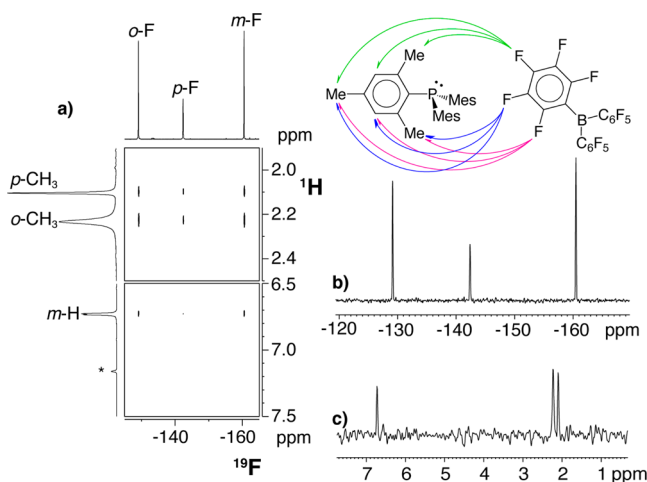 o-F
p-F
m-F
a)
ppm
p-CH3
o-CH3
m-H
*
2.0
1H
2.2
2.4
6.5
7.0
7.5
-140
-160
ppm
19F
Me
Me
Me
P
Mes
Mes
F
F
F
F
F
B
C6F5
C6F5
b)
-120
-130
-140
-150
-160
ppm
c)
7
6
5
4
3
2
1 ppm